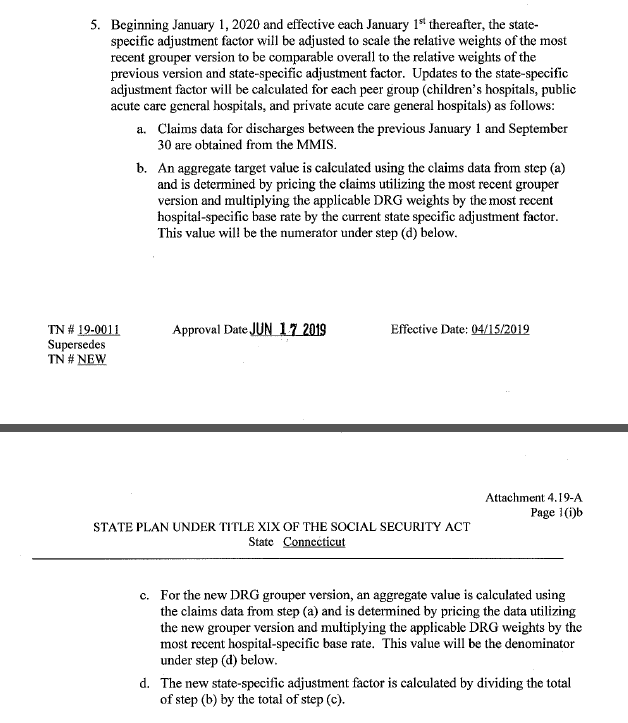 5. Beginning January 1, 2020 and effective each January 1st thereafter, the state-
specific adjustment factor will be adjusted to scale the relative weights of the most
recent grouper version to be comparable overall to the relative weights of the
previous version and state-specific adjustment factor. Updates to the state-specific
adjustment factor will be calculated for each peer group (children's hospitals, public
acute care general hospitals, and private acute care general hospitals) as follows:
a. Claims data for discharges between the previous January 1 and September
30 are obtained from the MMIS.
b. An aggregate target value is calculated using the claims data from step (a)
and is determined by pricing the claims utilizing the most recent grouper
version and multiplying the applicable DRG weights by the most recent
hospital-specific base rate by the current state specific adjustment factor.
This value will be the numerator under step (d) below.
TN # 19-0011 Approval Date JUN 17 2019 Effective Date: 04/15/2019
Supersedes
TN # NEW
Attachment 4.19-A
Page 1(i)b
STATE PLAN UNDER TITLE XIX OF THE SOCIAL SECURITY ACT
State Connecticut
c. For the new DRG grouper version, an aggregate value is calculated using
the claims data from step (a) and is determined by pricing the data utilizing
the new grouper version and multiplying the applicable DRG weights by the
most recent hospital-specific base rate. This value will be the denominator
under step (d) below.
d. The new state-specific adjustment factor is calculated by dividing the total
of step (b) by the total of step (c).